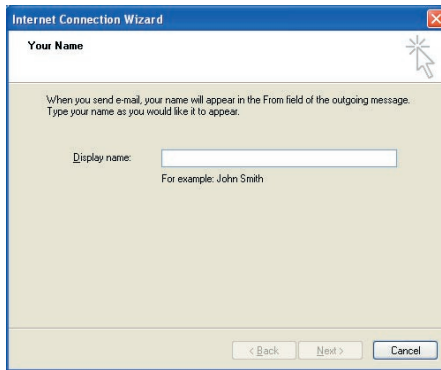 Internet Connection Wizard
Your Name
When you send e-mail, your name will appear in the From field of the outgoing message.
Type your name as you would like it to appear.
Display name:
For example: John Smith
< Back
Next >
Cancel